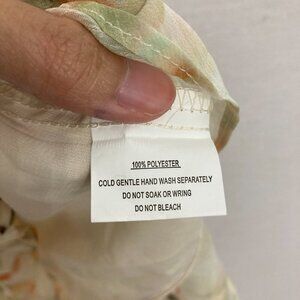 100% POLYESTER
COLD GENTLE HAND WASH SEPARATELY
DO NOT SOAK OR WRING
DO NOT BLEACH